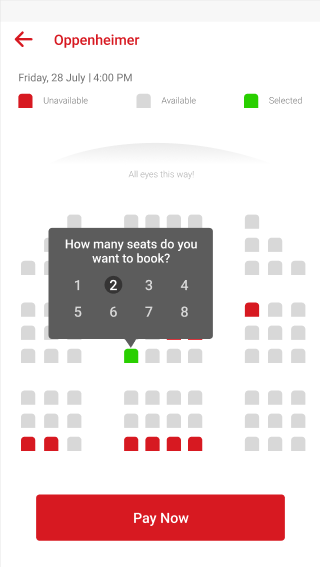 Oppenheimer
Friday, 28 July | 4:00 PM
Unavailable Available Selected
All eyes this way!
How many seats do you
want to book?
1 2 3 4
5 6 7 8
Pay Now